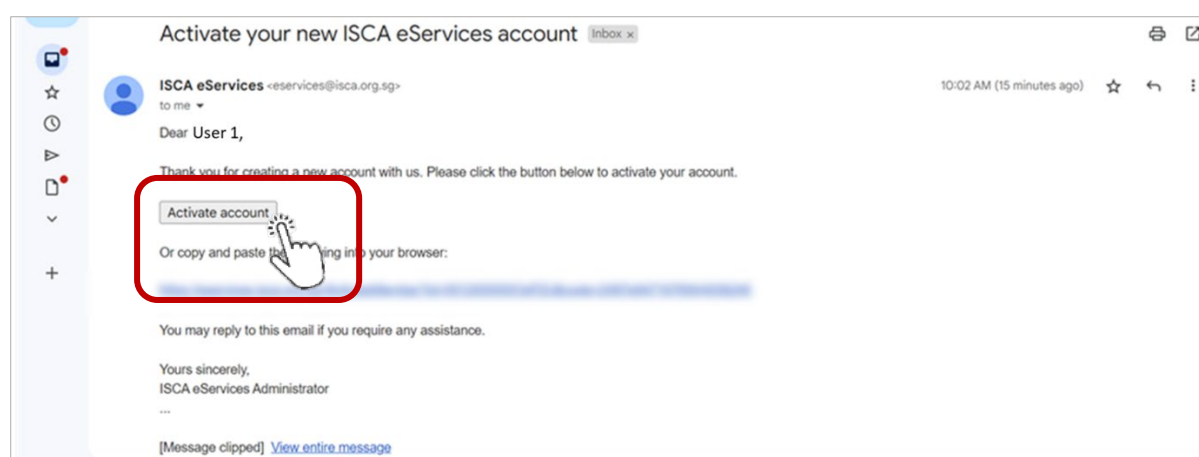 Activate your new ISCA eServices account Inbox x
ISCA eServices <eservices@isca.org.sg> 10:02 AM (15 minutes ago)
to me
Dear User 1,
Thank you for creating a new account with us. Please click the button below to activate your account.
Activate account
Or copy and paste the into your browser:
You may reply to this email if you require any assistance.
Yours sincerely,
ISCA eServices Administrator
...
[Message clipped] View entire message